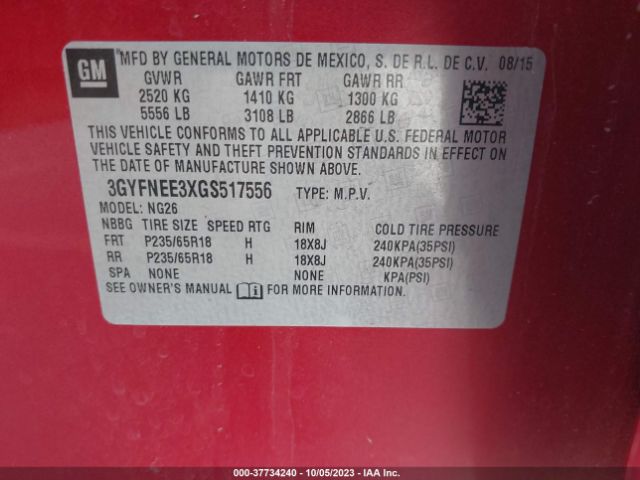 GM
MFD BY GENERAL MOTORS DE MEXICO, S. DE R.L. DE C.V. 08/15
GVWR GAWR FRT GAWR RR
2520 KG 1410 KG 1300 KG
5556 LB 3108 LB 2866 LB
THIS VEHICLE CONFORMS TO ALL APPLICABLE U.S. FEDERAL MOTOR
VEHICLE SAFETY AND THEFT PREVENTION STANDARDS IN EFFECT ON
THE DATE OF MANUFACTURE SHOWN ABOVE.
3GYFNEE3XGS517556 TYPE: M.P.V.
MODEL: NG26
NBBG TIRE SIZE SPEED RTG RIM COLD TIRE PRESSURE
FRT P235/65R18 H 18X8J 240KPA(35PSI)
RR P235/65R18 H 18X8J 240KPA(35PSI)
SPA NONE NONE KPA(PSI)
SEE OWNER'S MANUAL FOR MORE INFORMATION.
000-37734240 - 10/05/2023 - IAA Inc.